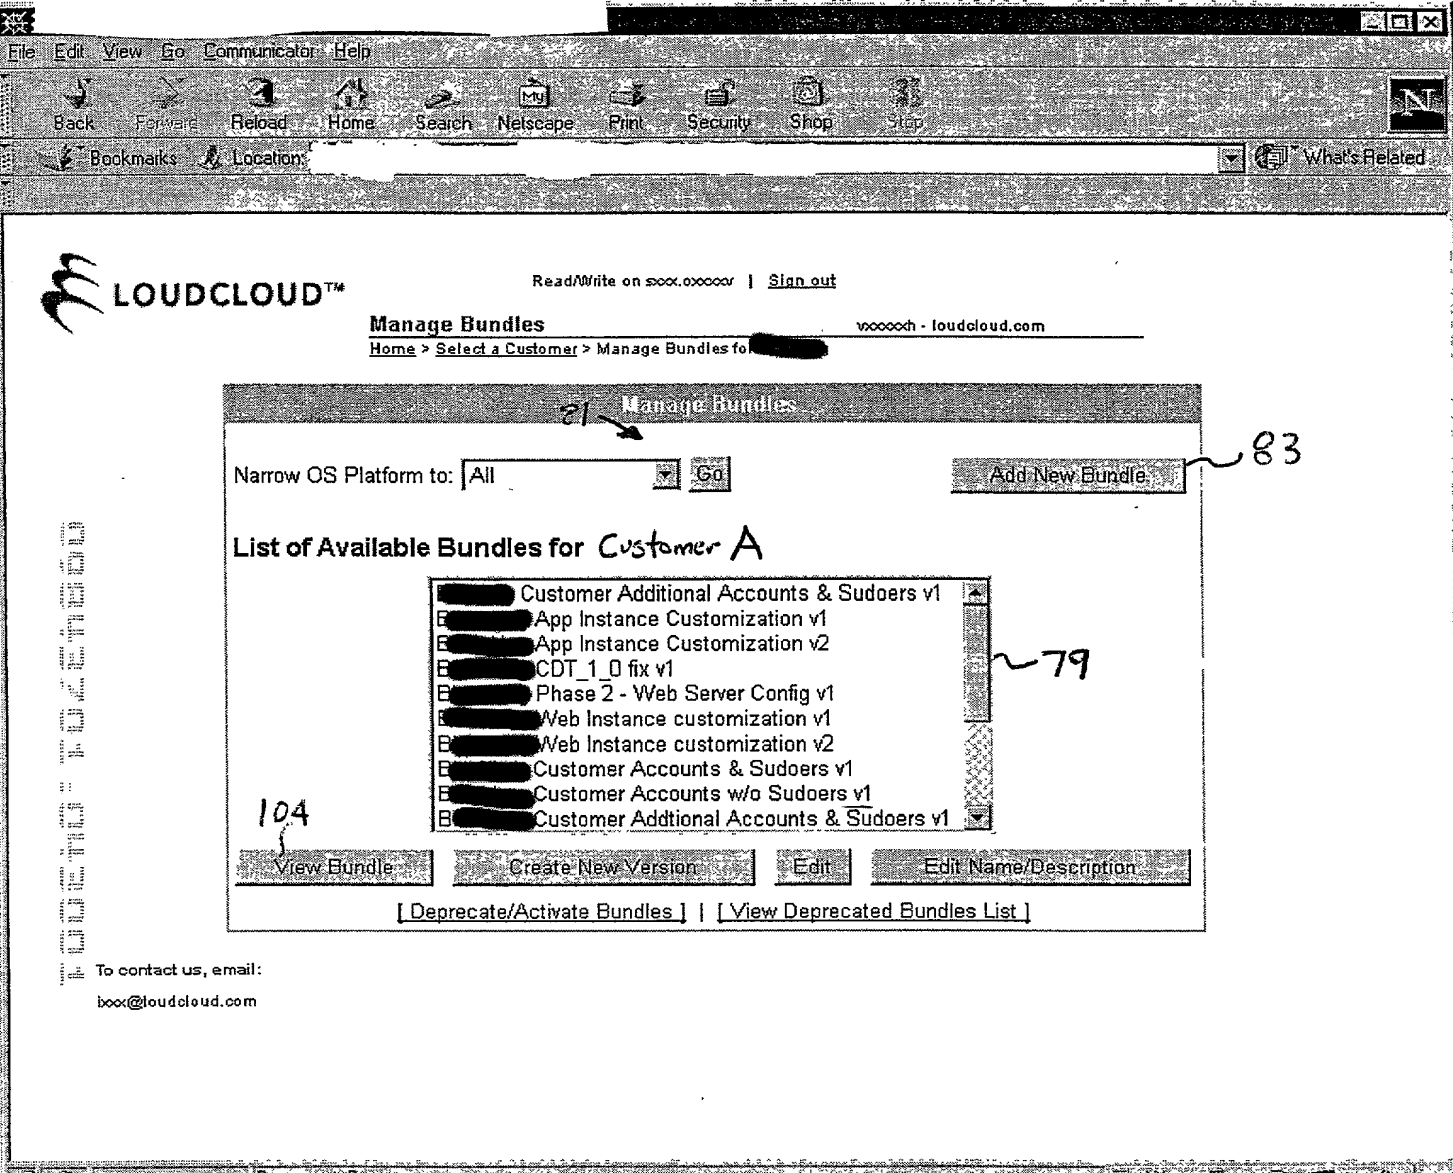 File Edit View Go Communicator Help
Back Forward Reload Home Search Netscape Print Security Shop Stop
My
N
Bookmarks Location: What's Related
LOUDCLOUD™
Read/Write on | Sign out
Manage Bundles - loudcloud.com
Home > Select a Customer > Manage Bundles fo
Manage Bundles
Narrow OS Platform to: All Go Add New Bundle 83
List of Available Bundles for Customer A
Customer Additional Accounts & Sudoers v1
App Instance Customization v1
App Instance Customization v2
CDT_1_0 fix v1
79
Phase 2 - Web Server Config v1
Web Instance customization v1
Web Instance customization v2
Customer Accounts & Sudoers v1
Customer Accounts w/o Sudoers v1
Customer Addtional Accounts & Sudoers v1
104
View Bundle Create New Version Edit Edit Name/Description
[ Deprecate/Activate Bundles ] | [ View Deprecated Bundles List ]
To contact us, email:
ixxx@loudcloud.com